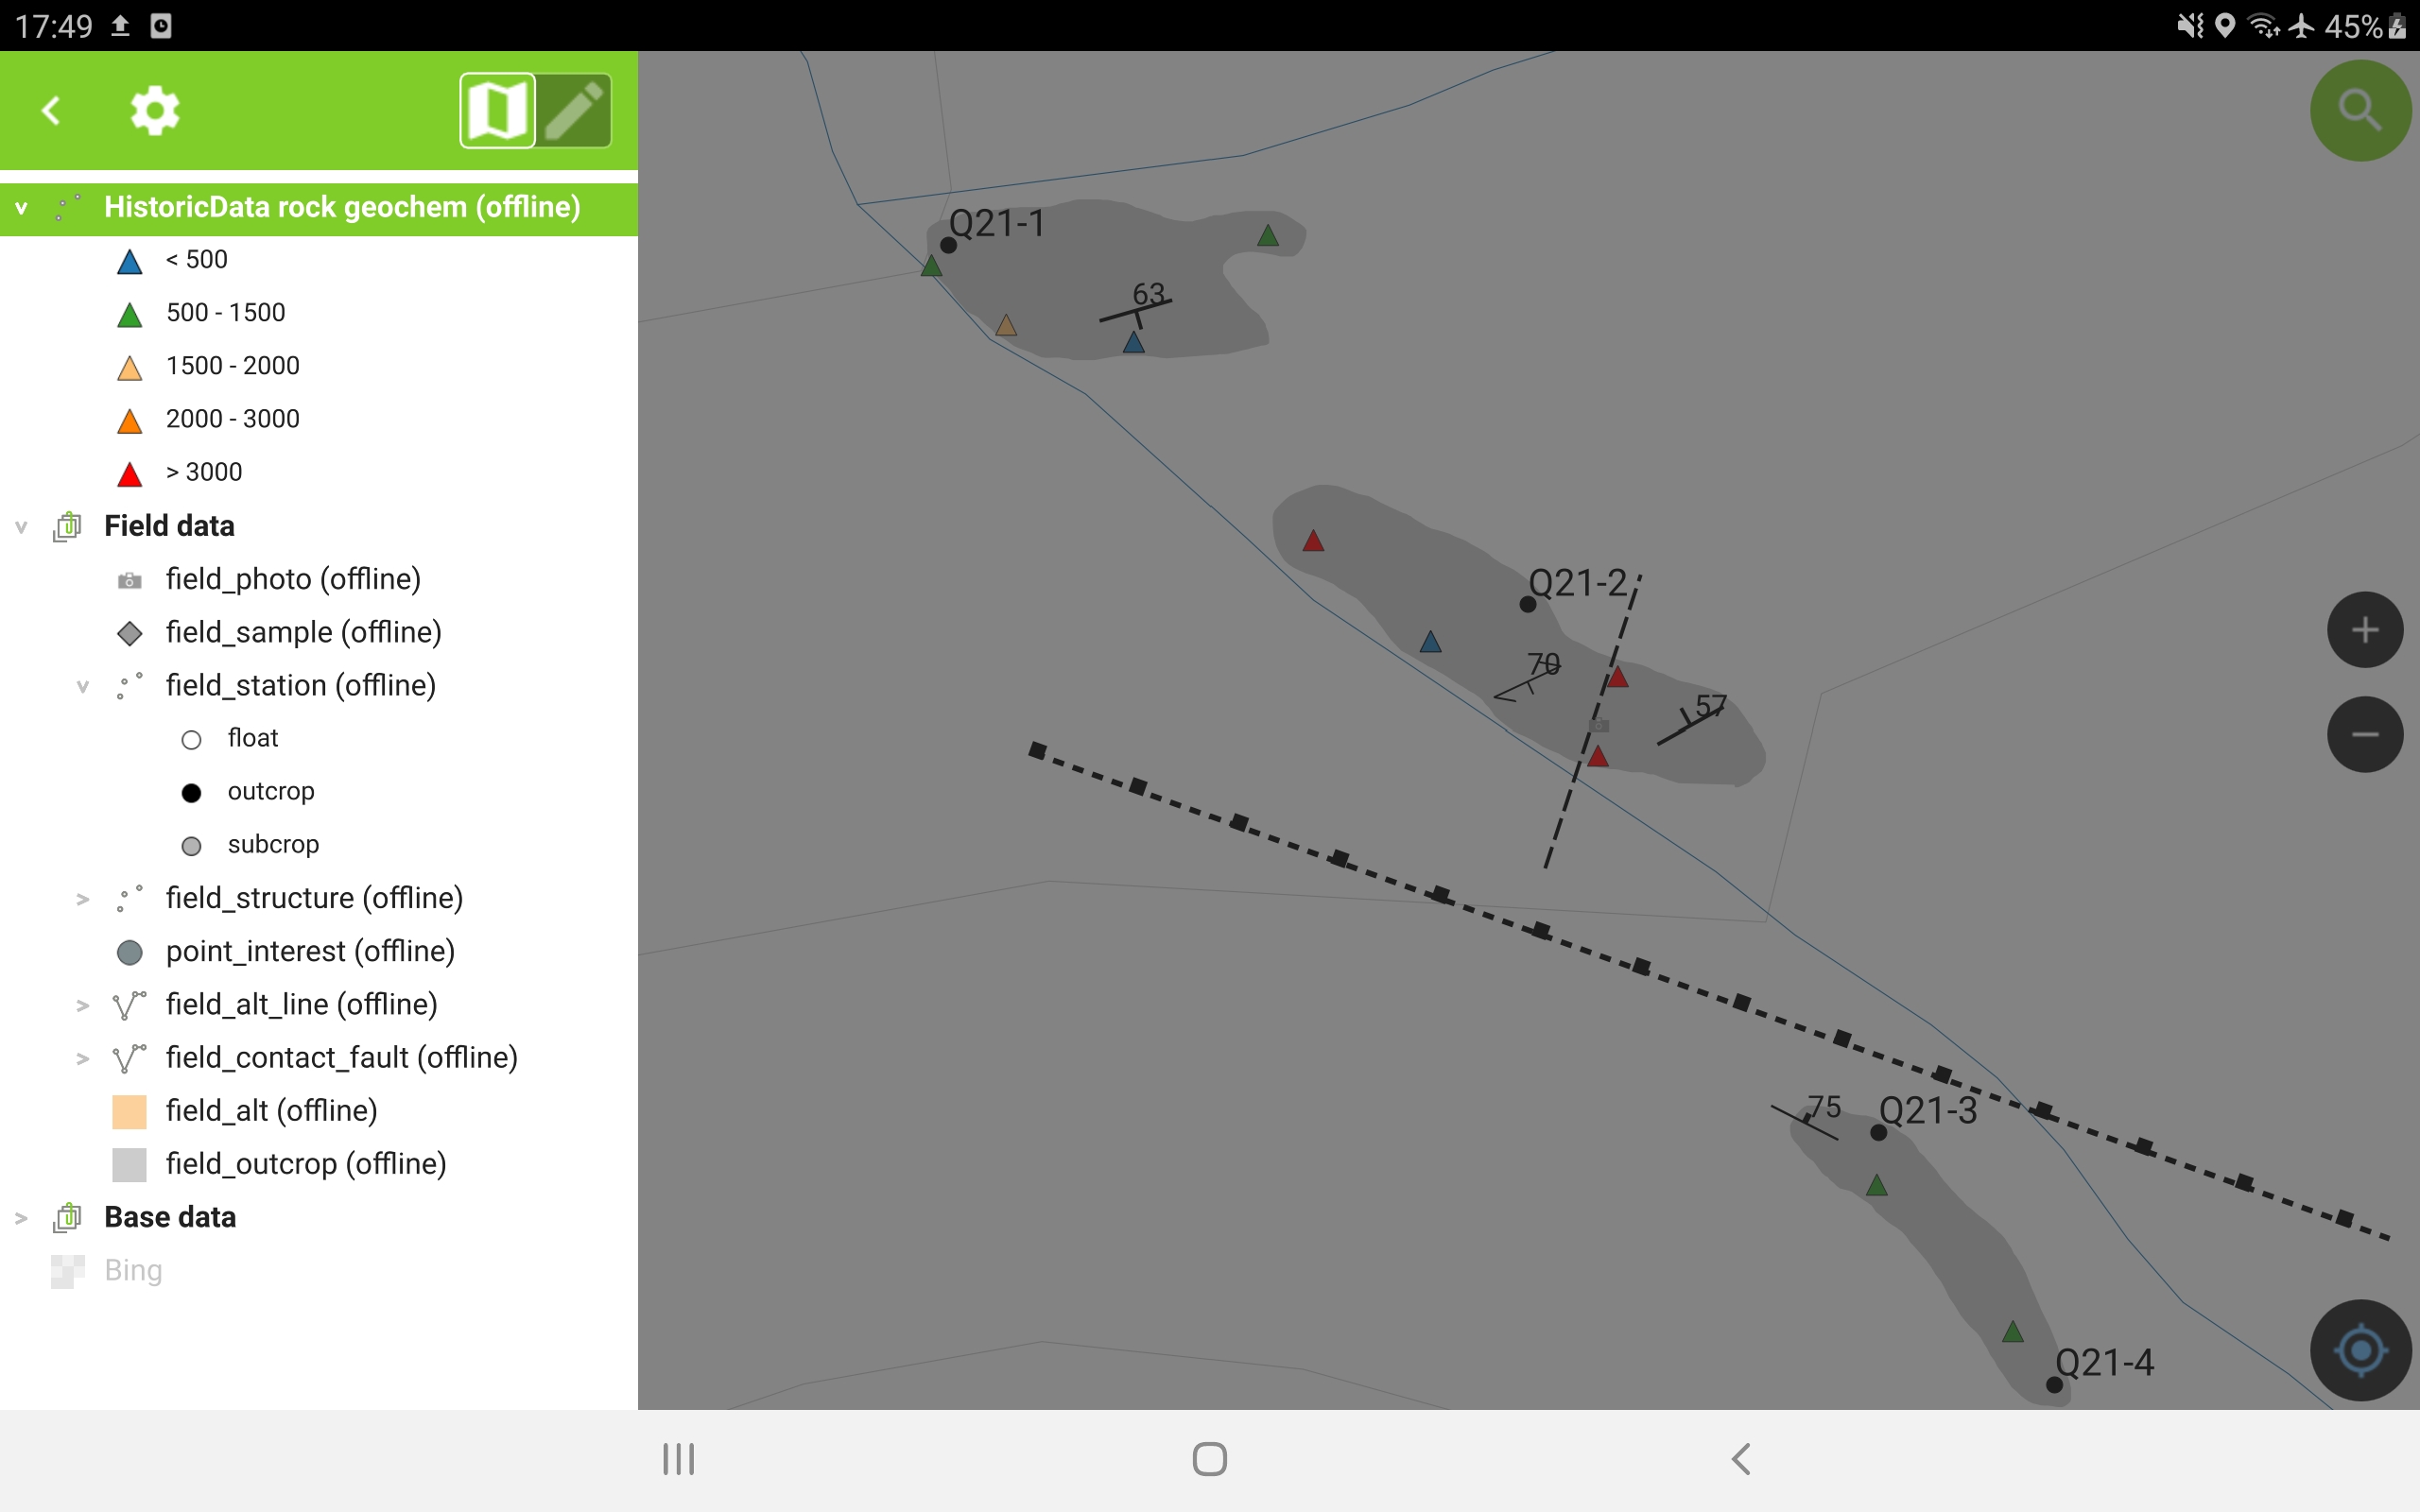 17:49
45%
HistoricData rock geochem (offline)
< 500
500 - 1500
1500 - 2000
2000 - 3000
> 3000
Field data
field_photo (offline)
field_sample (offline)
field_station (offline)
float
outcrop
subcrop
field_structure (offline)
point_interest (offline)
field_alt_line (offline)
field_contact_fault (offline)
field_alt (offline)
field_outcrop (offline)
Base data
Bing
Q21-1
63
Q21-2
70
57
75
Q21-3
Q21-4